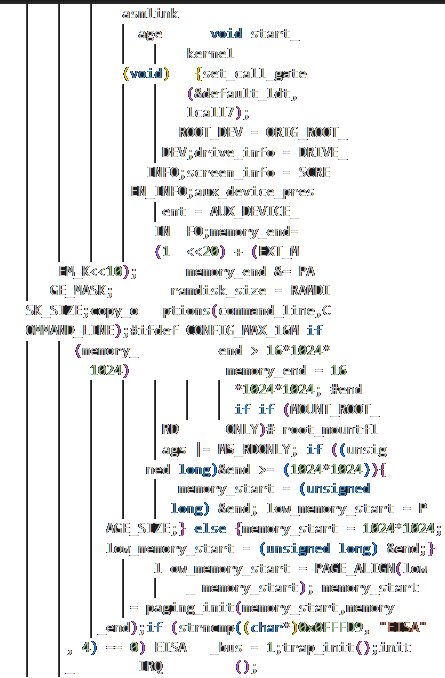 asmlink
age void start_
kernel
(void) {set_call_gate
(&default_ldt,
lcall7);
ROOT_DEV = ORIG_ROOT_
DEV;drive_info = DRIVE_
INFO;screen_info = SCRE
EN_INFO;aux_device_pres
ent = AUX_DEVICE_
IN FO;memory_end=
(1 <<20) + (EXT_M
EM_K<<10); memory_end &= PA
GE_MASK; ramdisk_size = RAMDI
SK_SIZE;copy_o ptions(command_line,C
OMMAND_LINE);#ifdef CONFIG_MAX_16M if
(memory_ end > 16*1024*
1024) memory_end = 16
*1024*1024; #end
if if (MOUNT_ROOT_
RD ONLY)# root_mountfl
ags |= MS_RDONLY; if ((unsig
ned long)&end >= (1024*1024)){
memory_start = (unsigned
long) &end; low_memory_start = P
AGE_SIZE;} else {memory_start = 1024*1024;
low_memory_start = (unsigned long) &end;}
l ow_memory_start = PAGE_ALIGN(low
_memory_start); memory_start
= paging_init(memory_start,memory
_end);if (strncmp((char*)0x0FFFD9, "EISA"
, 4) == 0) EISA _bus = 1;trap_init();init
_ IRQ ();